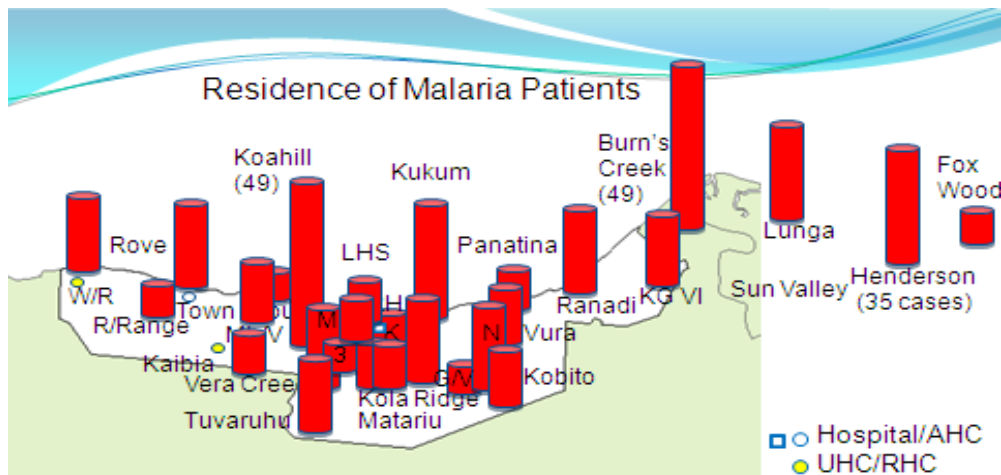 Residence of Malaria Patients
Burn's
Creek
(49)
Koahill
(49)
Kukum
Fox
Wood
Rove
LHS
Panatina
Lunga
W/R
Town
Ranadi
KG VI
Sun Valley
Henderson
(35 cases)
R/Range
M
K
N
Vura
Kaibia
3
Vera Cree
G/V
Kobito
Kola Ridge
Tuvaruhu
Matariu
Hospital/AHC
UHC/RHC